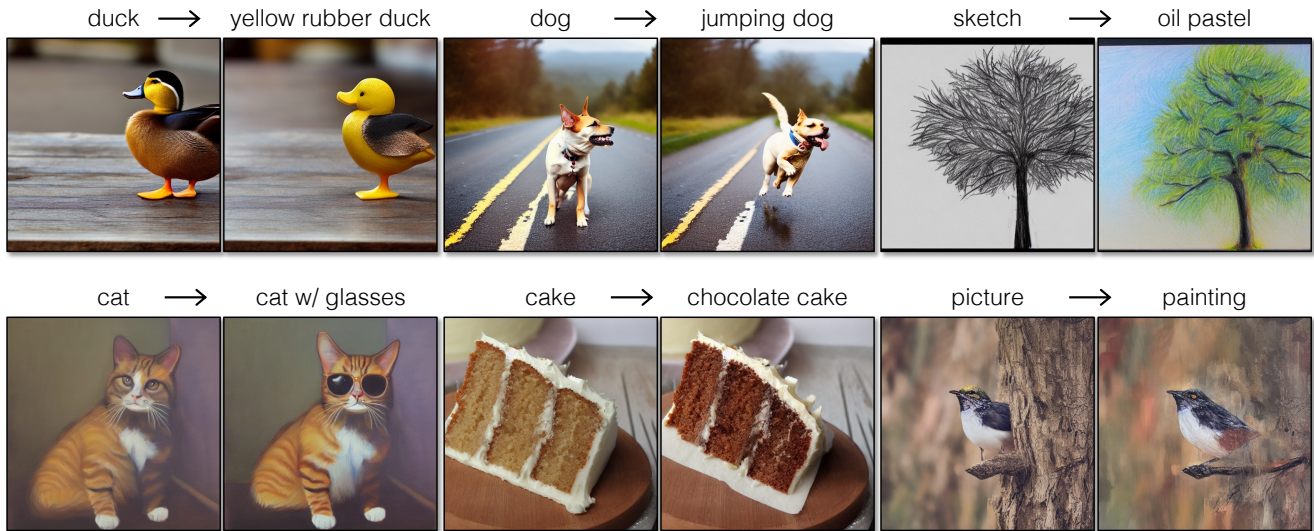 duck → yellow rubber duck dog → jumping dog sketch → oil pastel
cat → cat w/ glasses cake → chocolate cake picture → painting